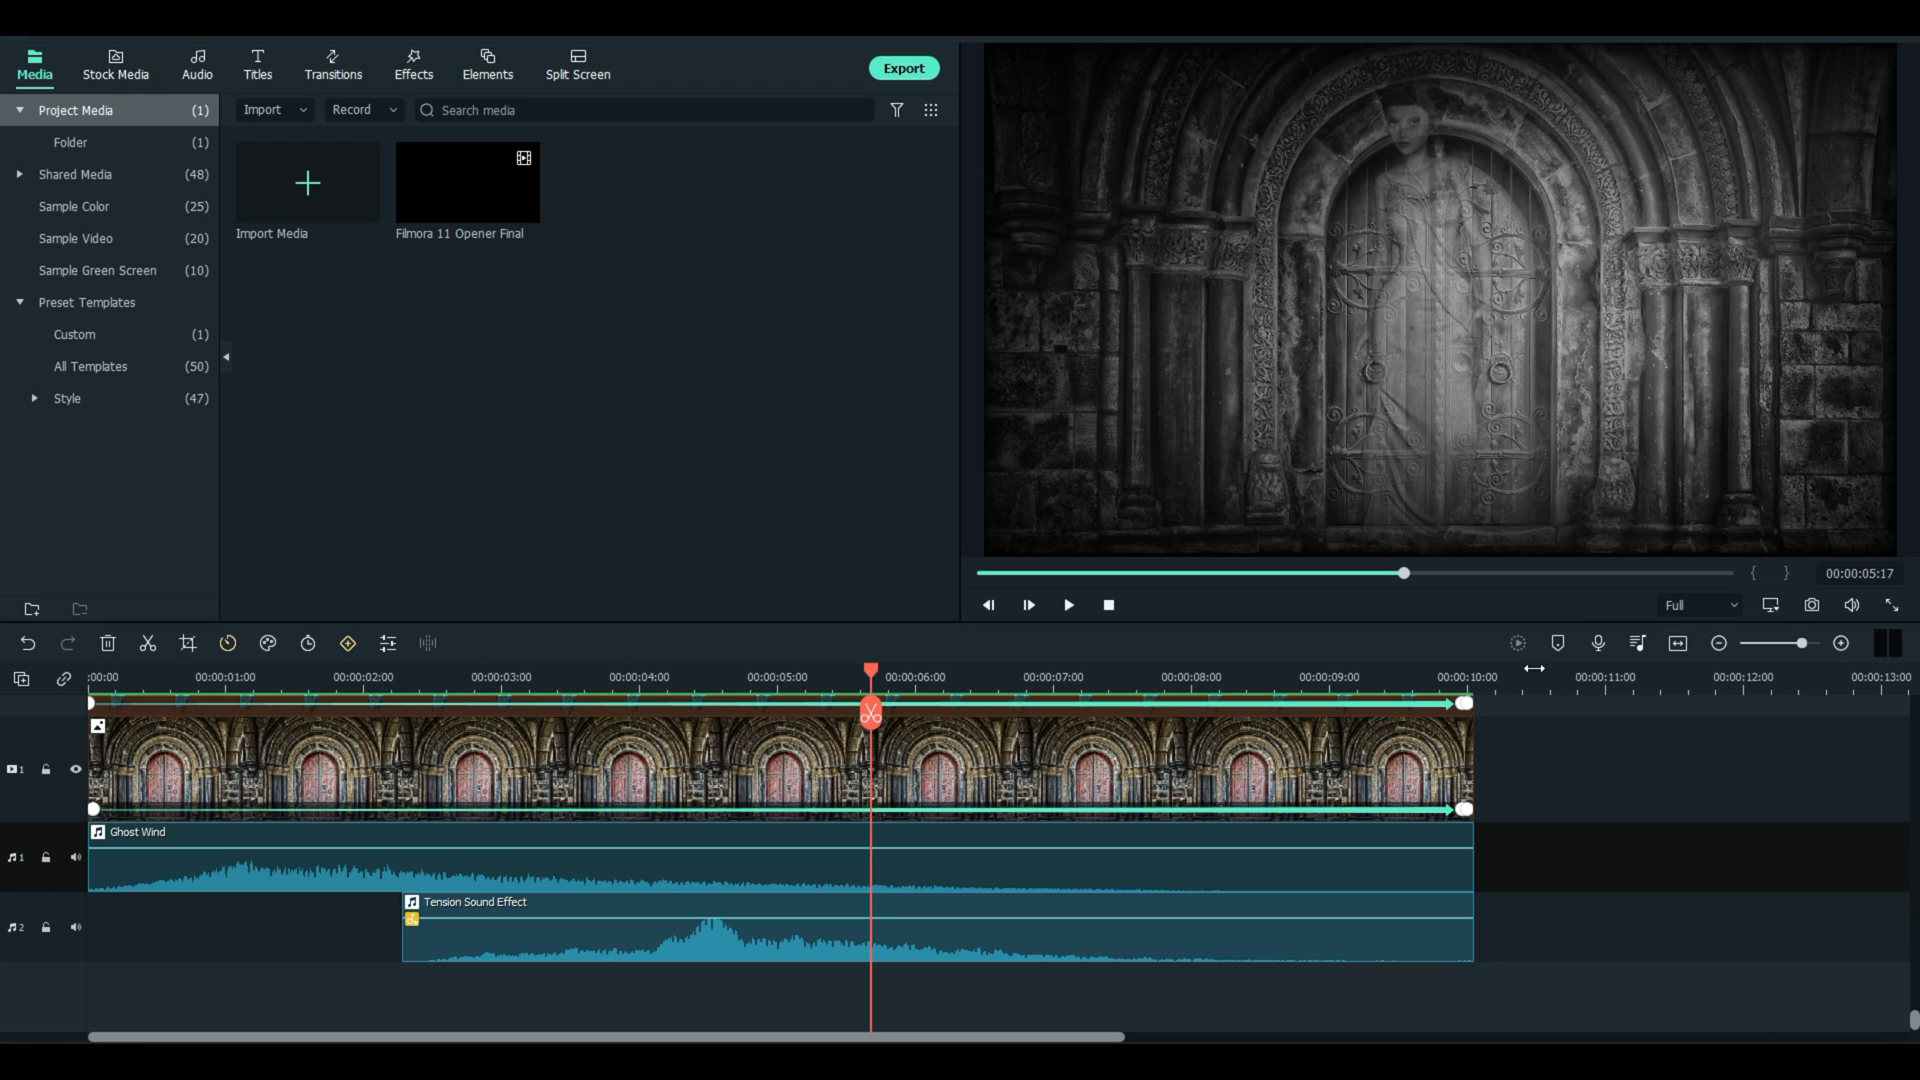 Media
Stock Media
Audio
Titles
Transitions
Effects
Elements
Split Screen
Export
Project Media (1)
Import
Record
Search media
Folder (1)
Shared Media (48)
Sample Color (25)
Sample Video (20)
Import Media
Filmora 11 Opener Final
Sample Green Screen (10)
Preset Templates
Custom (1)
All Templates (50)
Style (47)
00:00:05:17
Full
:00:00 00:00:01:00 00:00:02:00 00:00:03:00 00:00:04:00 00:00:05:00 00:00:06:00 00:00:07:00 00:00:08:00 00:00:09:00 00:00:10:00 00:00:11:00 00:00:12:00 00:00:13:00
1
Ghost Wind
1
Tension Sound Effect
2